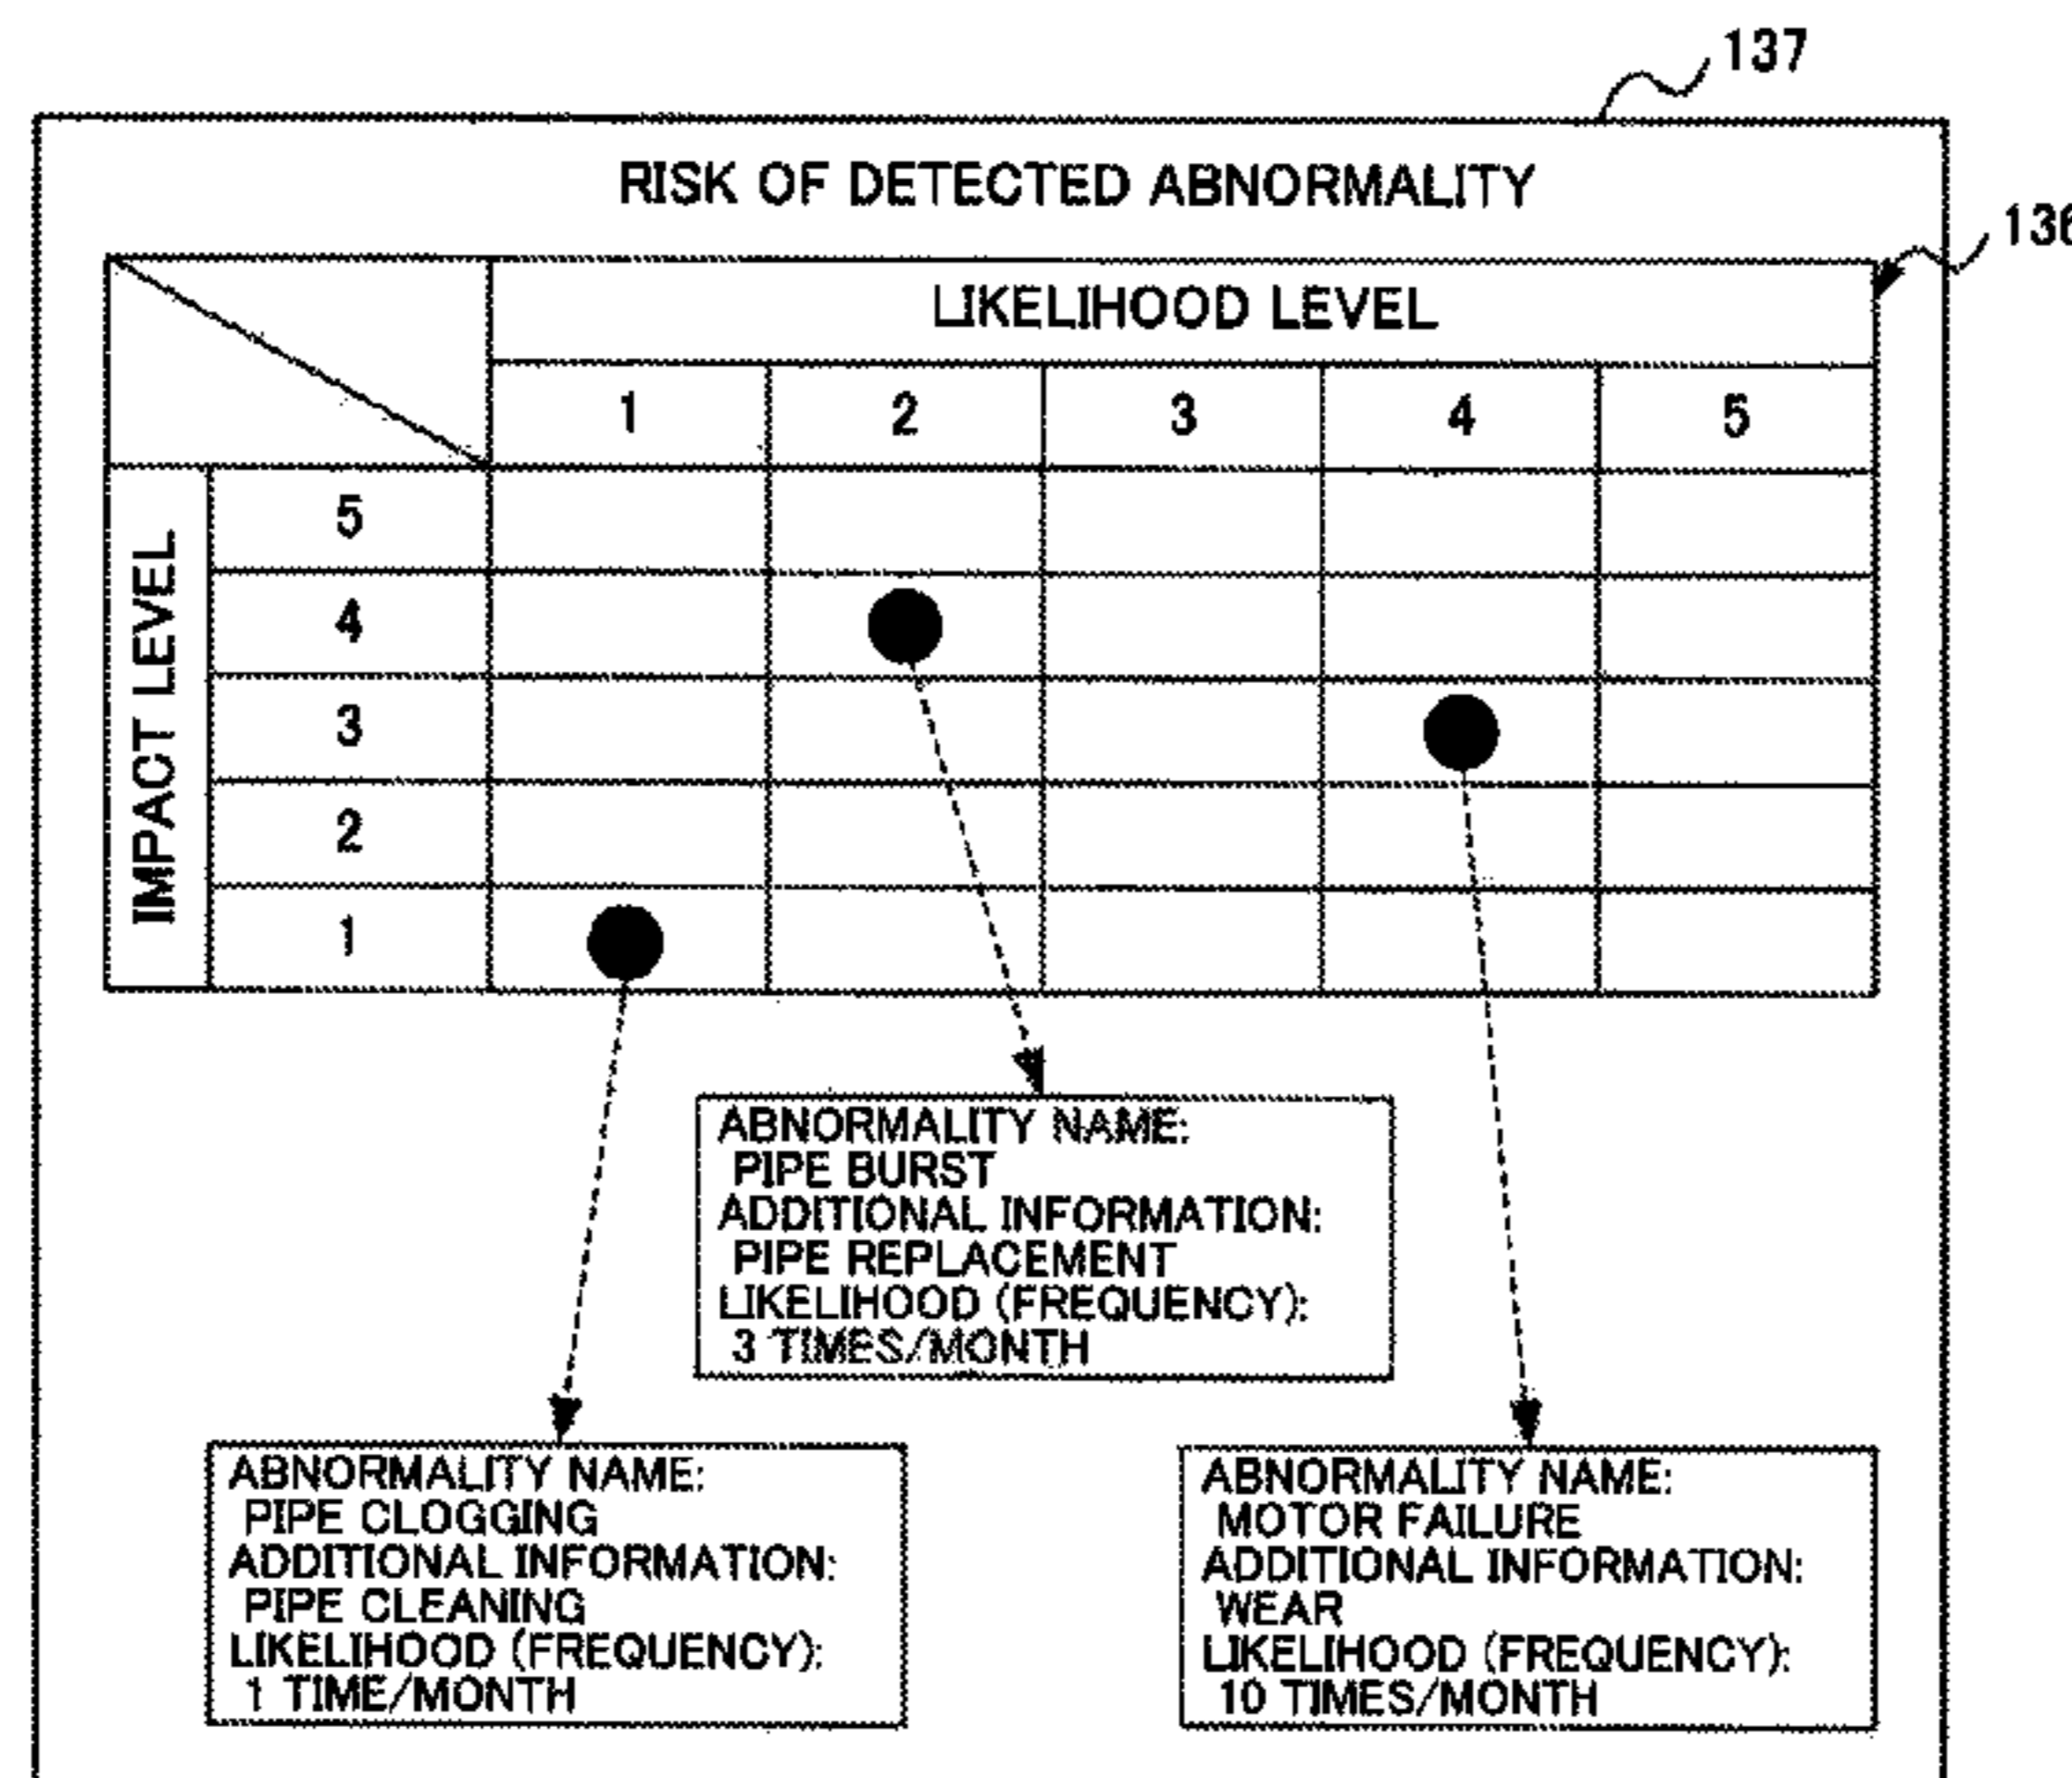 137
RISK OF DETECTED ABNORMALITY
136
LIKELIHOOD LEVEL
1 2 3 4 5
IMPACT LEVEL
5
4
3
2
1
ABNORMALITY NAME:
PIPE BURST
ADDITIONAL INFORMATION:
PIPE REPLACEMENT
LIKELIHOOD (FREQUENCY):
3 TIMES/MONTH
ABNORMALITY NAME:
PIPE CLOGGING
ADDITIONAL INFORMATION:
PIPE CLEANING
LIKELIHOOD (FREQUENCY):
1 TIME/MONTH
ABNORMALITY NAME:
MOTOR FAILURE
ADDITIONAL INFORMATION:
WEAR
LIKELIHOOD (FREQUENCY):
10 TIMES/MONTH